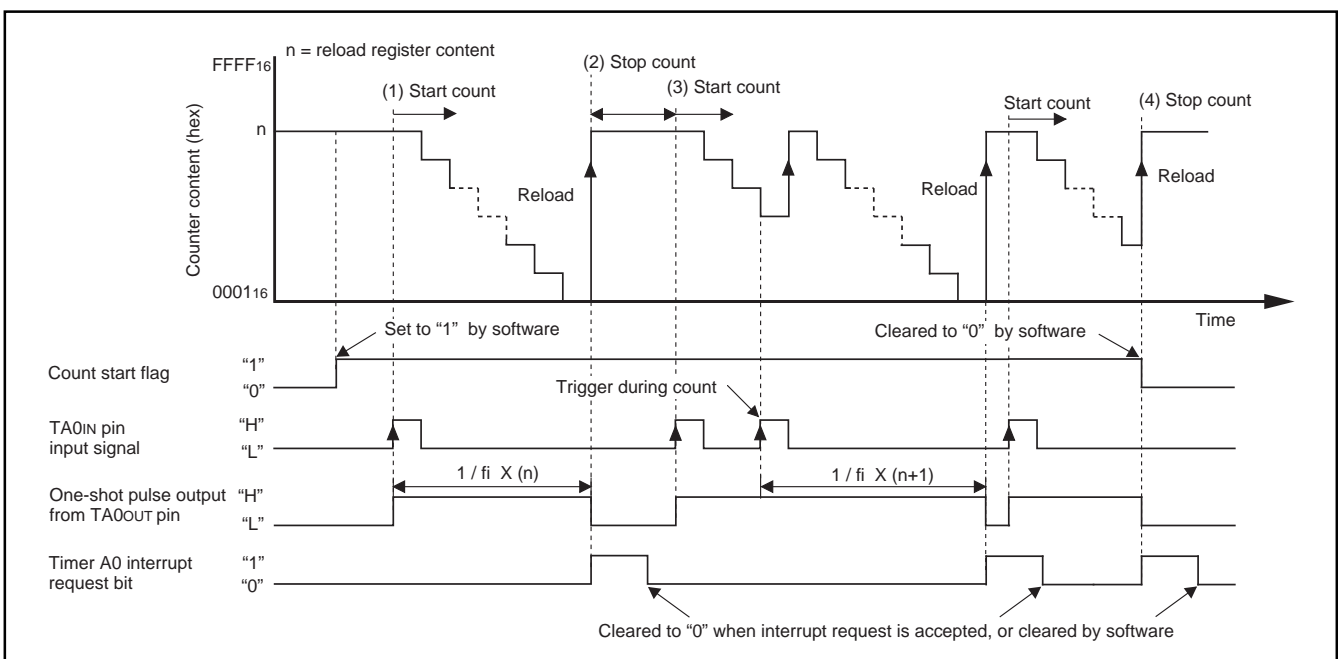 n = reload register content
FFFF16
(2) Stop count
(1) Start count
(3) Start count
Start count
(4) Stop count
n
Counter content (hex)
Reload
Reload
Reload
000116
Time
Set to “1” by software
Cleared to “0” by software
Count start flag
“1”
“0”
Trigger during count
TA0IN pin
input signal
“H”
“L”
1 / fi X (n)
1 / fi X (n+1)
One-shot pulse output
from TA0OUT pin
“H”
“L”
Timer A0 interrupt
request bit
“1”
“0”
Cleared to “0” when interrupt request is accepted, or cleared by software